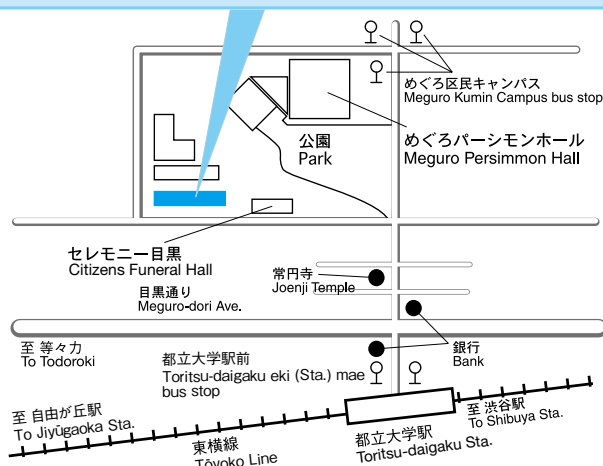 めぐろ区民キャンパス
Meguro Kumin Campus bus stop
公園
Park
めぐろパーシモンホール
Meguro Persimmon Hall
セレモニー目黒
Citizens Funeral Hall
常円寺
Joenji Temple
目黒通り
Meguro-dori Ave.
至 等々力
To Todoroki
都立大学駅前
Toritsu-daigaku eki (Sta.) mae
bus stop
銀行
Bank
至 自由が丘駅
To Jiyūgaoka Sta.
東横線
Tōyoko Line
都立大学駅
Toritsu-daigaku Sta.
至 渋谷駅
To Shibuya Sta.